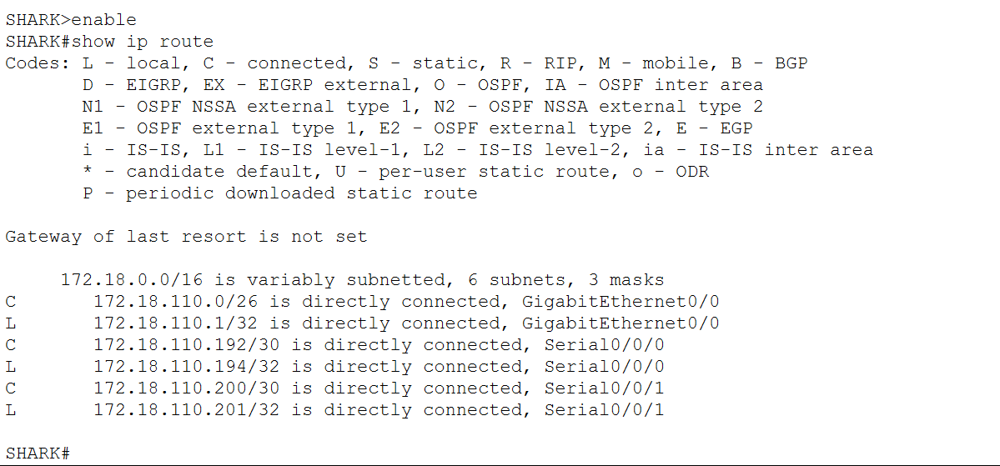 SHARK>enable
SHARK#show ip route
Codes: L - local, C - connected, S - static, R - RIP, M - mobile, B - BGP
       D - EIGRP, EX - EIGRP external, O - OSPF, IA - OSPF inter area
       N1 - OSPF NSSA external type 1, N2 - OSPF NSSA external type 2
       E1 - OSPF external type 1, E2 - OSPF external type 2, E - EGP
       i - IS-IS, L1 - IS-IS level-1, L2 - IS-IS level-2, ia - IS-IS inter area
       * - candidate default, U - per-user static route, o - ODR
       P - periodic downloaded static route

Gateway of last resort is not set

     172.18.0.0/16 is variably subnetted, 6 subnets, 3 masks
C       172.18.110.0/26 is directly connected, GigabitEthernet0/0
L       172.18.110.1/32 is directly connected, GigabitEthernet0/0
C       172.18.110.192/30 is directly connected, Serial0/0/0
L       172.18.110.194/32 is directly connected, Serial0/0/0
C       172.18.110.200/30 is directly connected, Serial0/0/1
L       172.18.110.201/32 is directly connected, Serial0/0/1

SHARK#